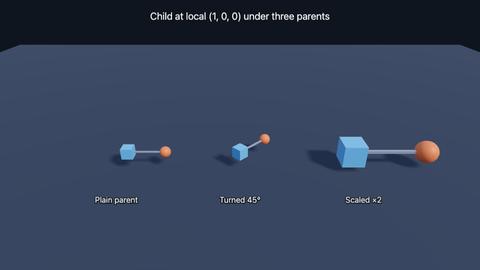 Child at local (1, 0, 0) under three parents
Plain parent
Turned 45°
Scaled ×2